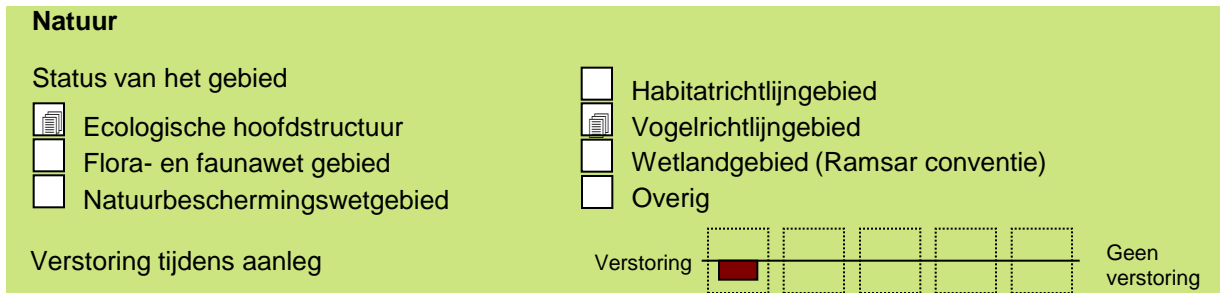 Natuur
Status van het gebied
Ecologische hoofdstructuur
Flora- en faunawet gebied
Natuurbeschermingswetgebied
Habitatrichtlijngebied
Vogelrichtlijngebied
Wetlandgebied (Ramsar conventie)
Overig
Verstoring tijdens aanleg
Verstoring
Geen
verstoring